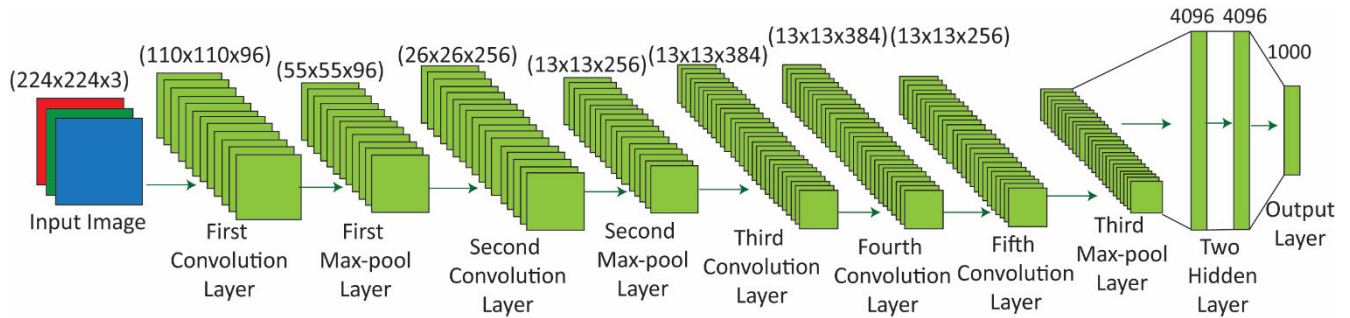 (224x224x3)
Input Image
(110x110x96)
First
Convolution
Layer
(55x55x96)
First
Max-pool
Layer
(26x26x256)
Second
Convolution
Layer
(13x13x256)
Second
Max-pool
Layer
(13x13x384)
Third
Convolution
Layer
(13x13x384)
Fourth
Convolution
Layer
(13x13x256)
Fifth
Convolution
Layer
Third
Max-pool
Layer
4096
4096
Two
Hidden
Layer
1000
Output
Layer